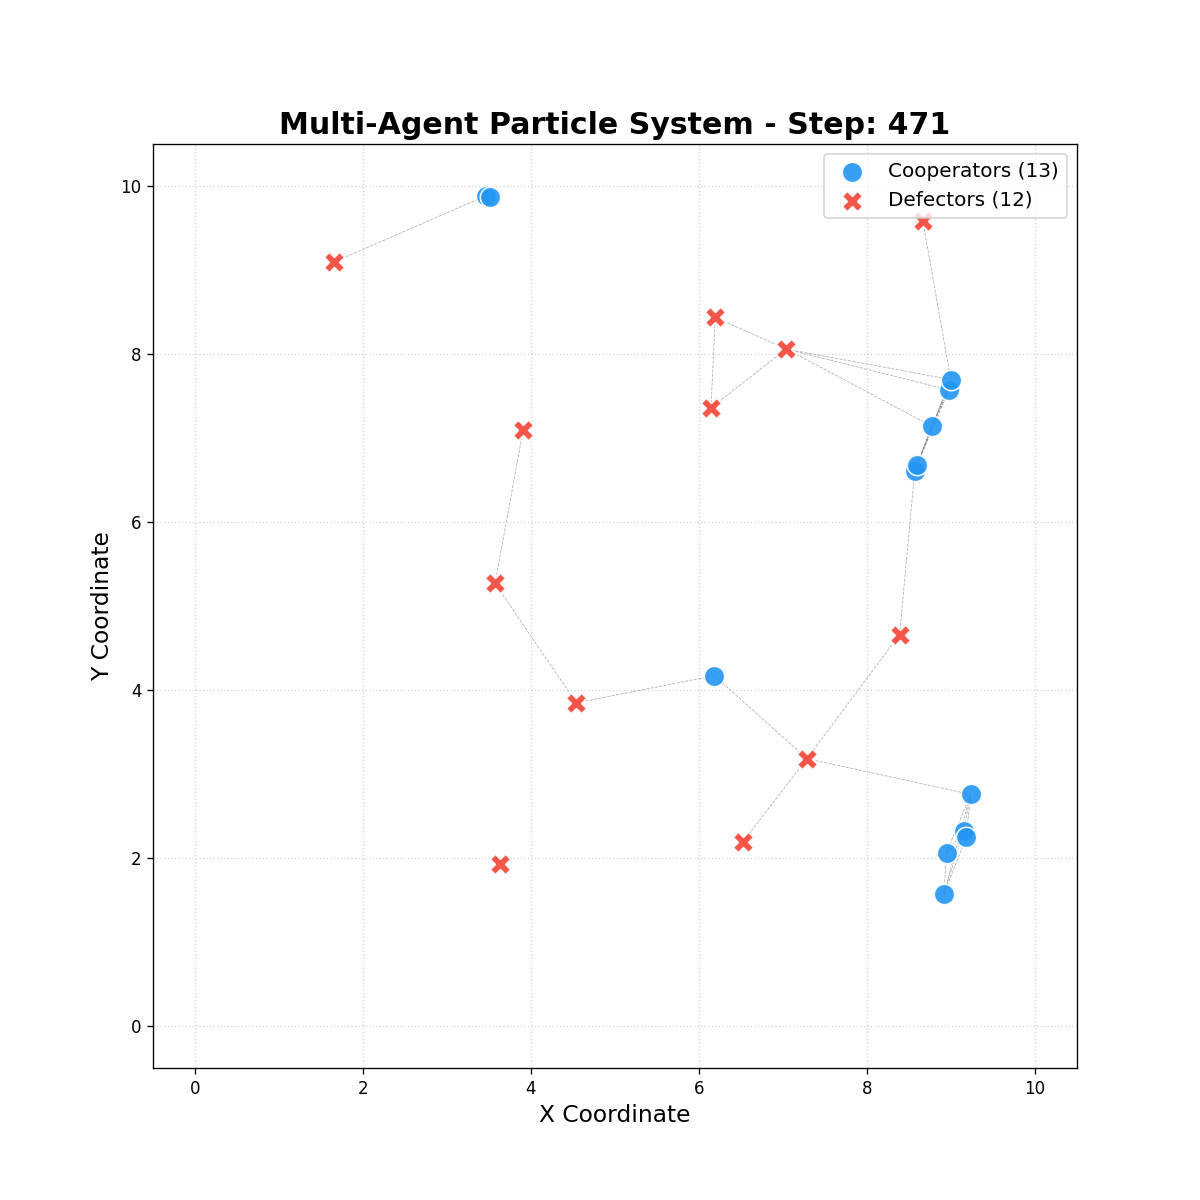 Multi-Agent Particle System - Step: 471
Cooperators (13)
Defectors (12)
Y Coordinate
10
8
6
4
2
0
0 2 4 6 8 10
X Coordinate